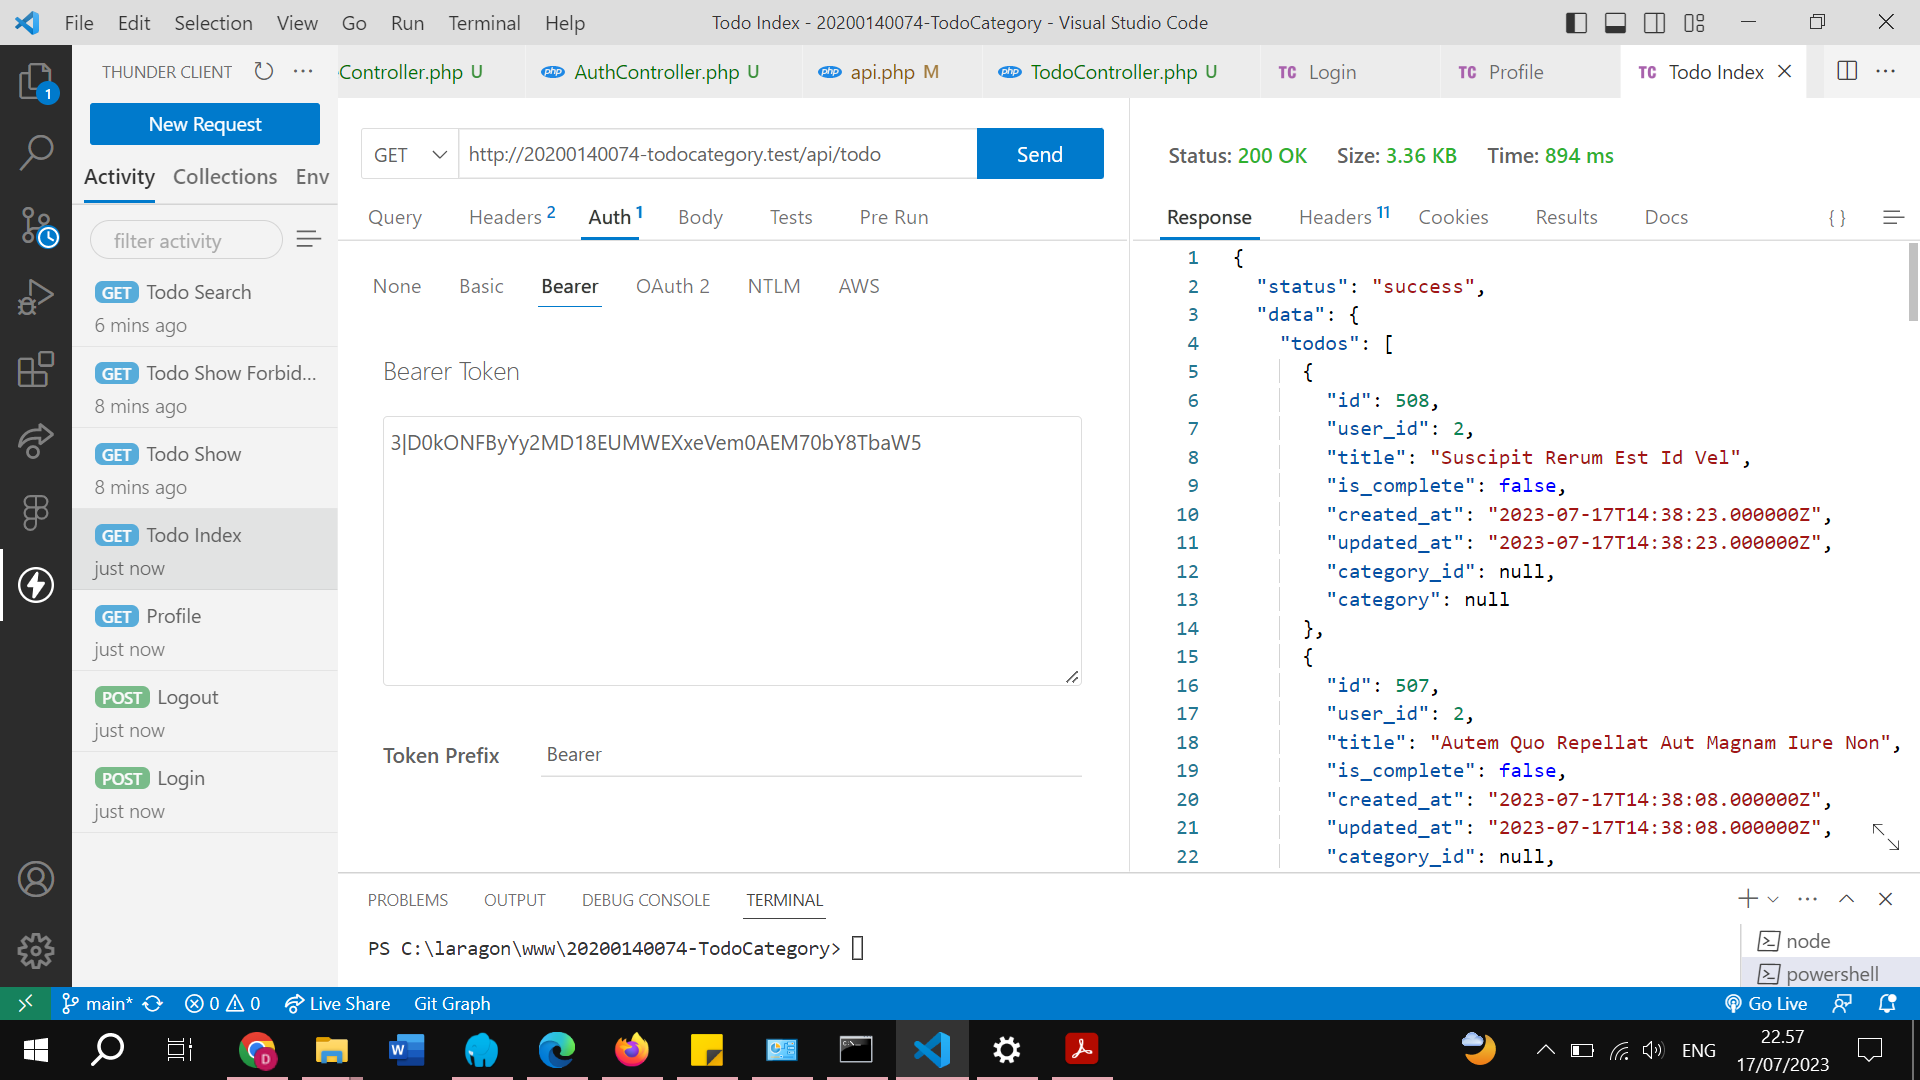 File Edit Selection View Go Run Terminal Help
Todo Index - 20200140074-TodoCategory - Visual Studio Code
THUNDER CLIENT
Controller.php U
php AuthController.php U
php api.php M
php TodoController.php U
TC Login
TC Profile
TC Todo Index
1
New Request
Activity Collections Env
filter activity
GET Todo Search
6 mins ago
GET Todo Show Forbid...
8 mins ago
GET Todo Show
8 mins ago
GET Todo Index
just now
GET Profile
just now
POST Logout
just now
POST Login
just now
GET http://20200140074-todocategory.test/api/todo Send
Query Headers 2 Auth 1 Body Tests Pre Run
None Basic Bearer OAuth 2 NTLM AWS
Bearer Token
3|D0kONFByYy2MD18EUMWEXxeVem0AEM70bY8TbaW5
Token Prefix Bearer
Status: 200 OK Size: 3.36 KB Time: 894 ms
Response Headers 11 Cookies Results Docs { }
1 {
2 "status": "success",
3 "data": {
4 "todos": [
5 {
6 "id": 508,
7 "user_id": 2,
8 "title": "Suscipit Rerum Est Id Vel",
9 "is_complete": false,
10 "created_at": "2023-07-17T14:38:23.000000Z",
11 "updated_at": "2023-07-17T14:38:23.000000Z",
12 "category_id": null,
13 "category": null
14 },
15 {
16 "id": 507,
17 "user_id": 2,
18 "title": "Autem Quo Repellat Aut Magnam Iure Non",
19 "is_complete": false,
20 "created_at": "2023-07-17T14:38:08.000000Z",
21 "updated_at": "2023-07-17T14:38:08.000000Z",
22 "category_id": null,
PROBLEMS OUTPUT DEBUG CONSOLE TERMINAL
PS C:\laragon\www\20200140074-TodoCategory>
node
powershell
main* 0 0 Live Share Git Graph
Go Live
D
W
ENG
22.57
17/07/2023